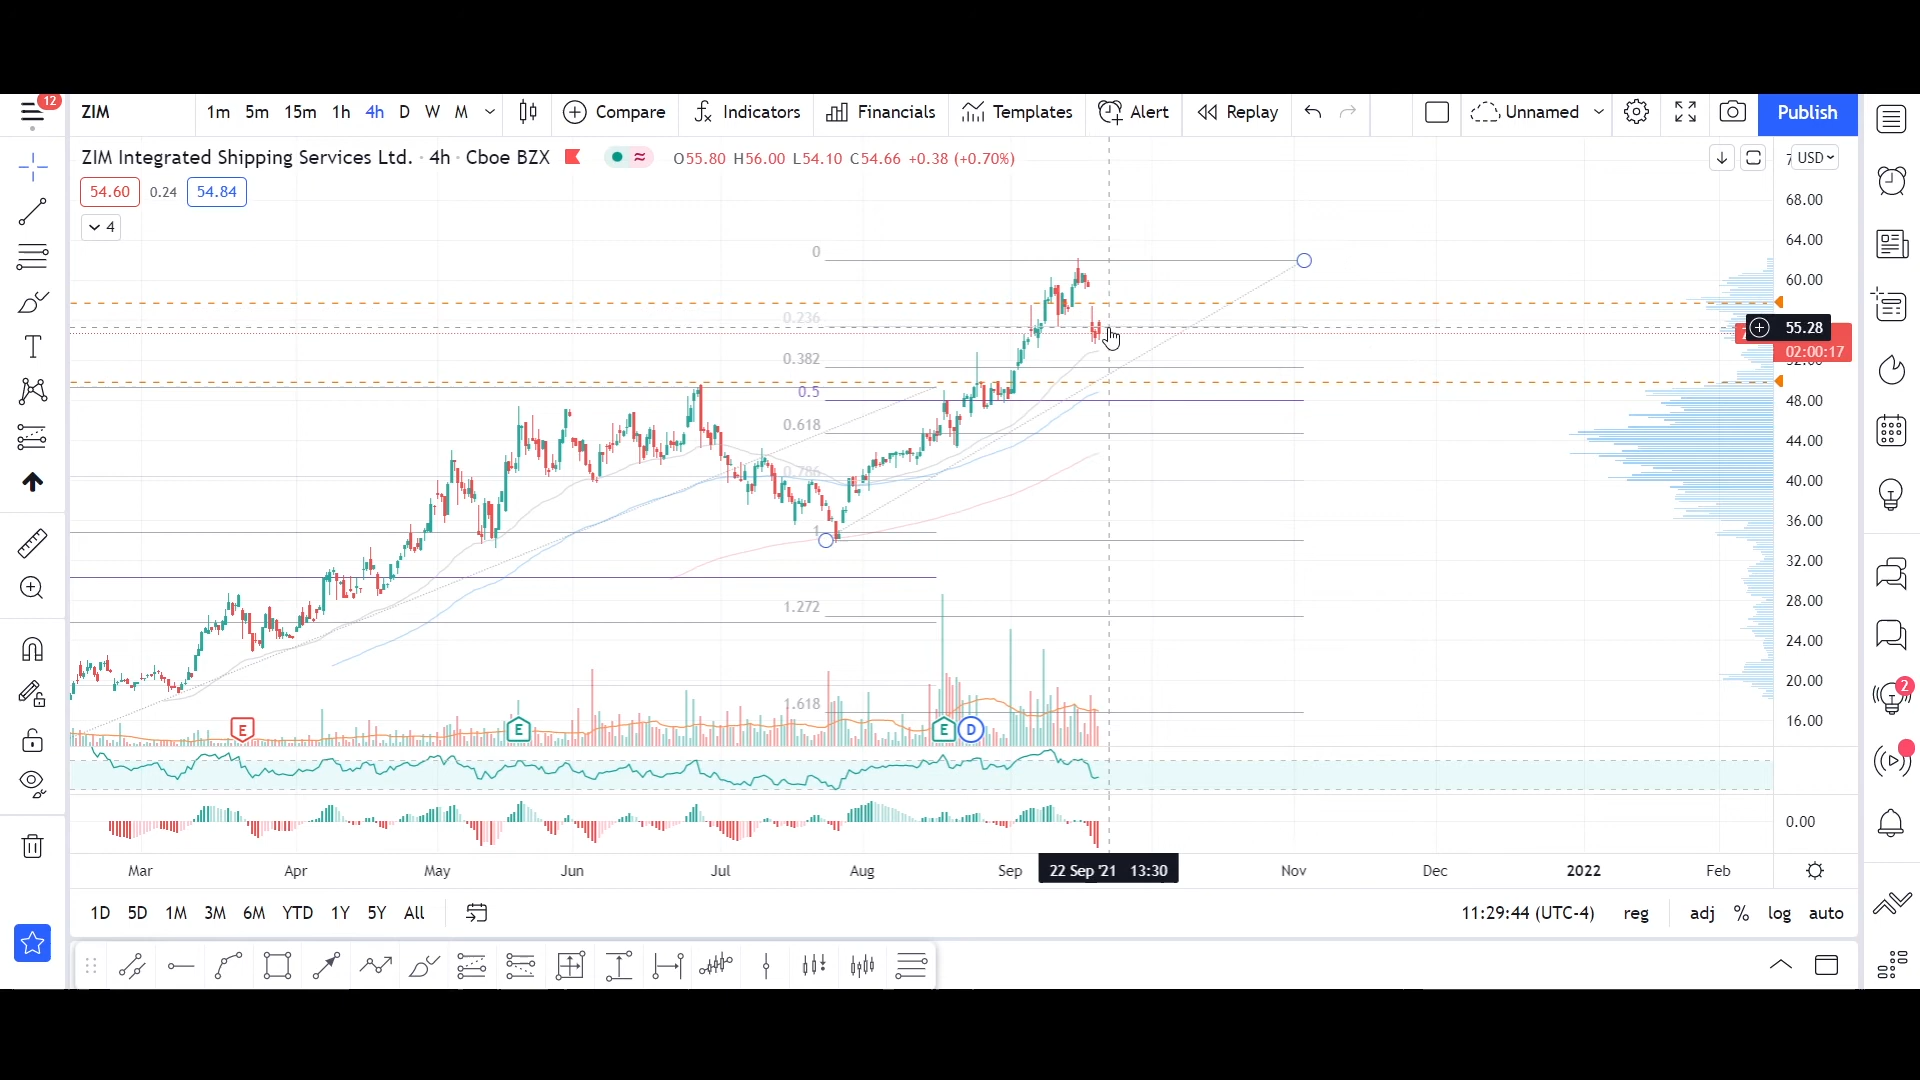 12
ZIM 1m 5m 15m 1h 4h D W M Compare Indicators Financials Templates Alert Replay Unnamed Publish
ZIM Integrated Shipping Services Ltd. · 4h · Cboe BZX O55.80 H56.00 L54.10 C54.66 +0.38 (+0.70%)
USD
54.60 0.24 54.84
4
68.00
64.00
60.00
55.28
02:00:17
48.00
44.00
40.00
36.00
32.00
28.00
24.00
20.00
16.00
0.00
0
0.236
0.382
0.5
0.618
0.786
1
1.272
1.618
E
E
E
D
2
Mar Apr May Jun Jul Aug Sep 22 Sep '21 13:30 Nov Dec 2022 Feb
1D 5D 1M 3M 6M YTD 1Y 5Y All 11:29:44 (UTC-4) reg adj % log auto